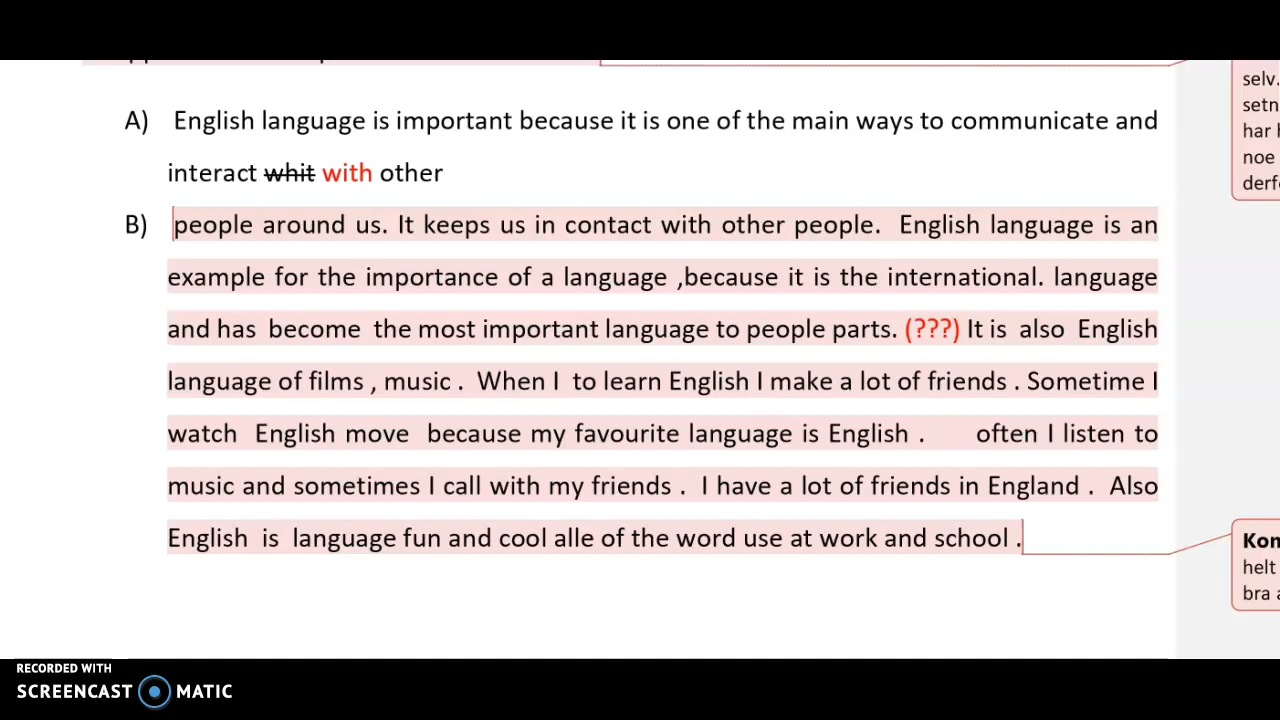 selv.
A) English language is important because it is one of the main ways to communicate and
setn
har h
interact whit with other
noe
derfo
B) people around us. It keeps us in contact with other people. English language is an
example for the importance of a language ,because it is the international. language
and has become the most important language to people parts. (???) It is also English
language of films , music . When I to learn English I make a lot of friends . Sometime I
watch English move because my favourite language is English . often I listen to
music and sometimes I call with my friends . I have a lot of friends in England . Also
English is language fun and cool alle of the word use at work and school .
Kon
helt
bra a
RECORDED WITH
SCREENCAST MATIC